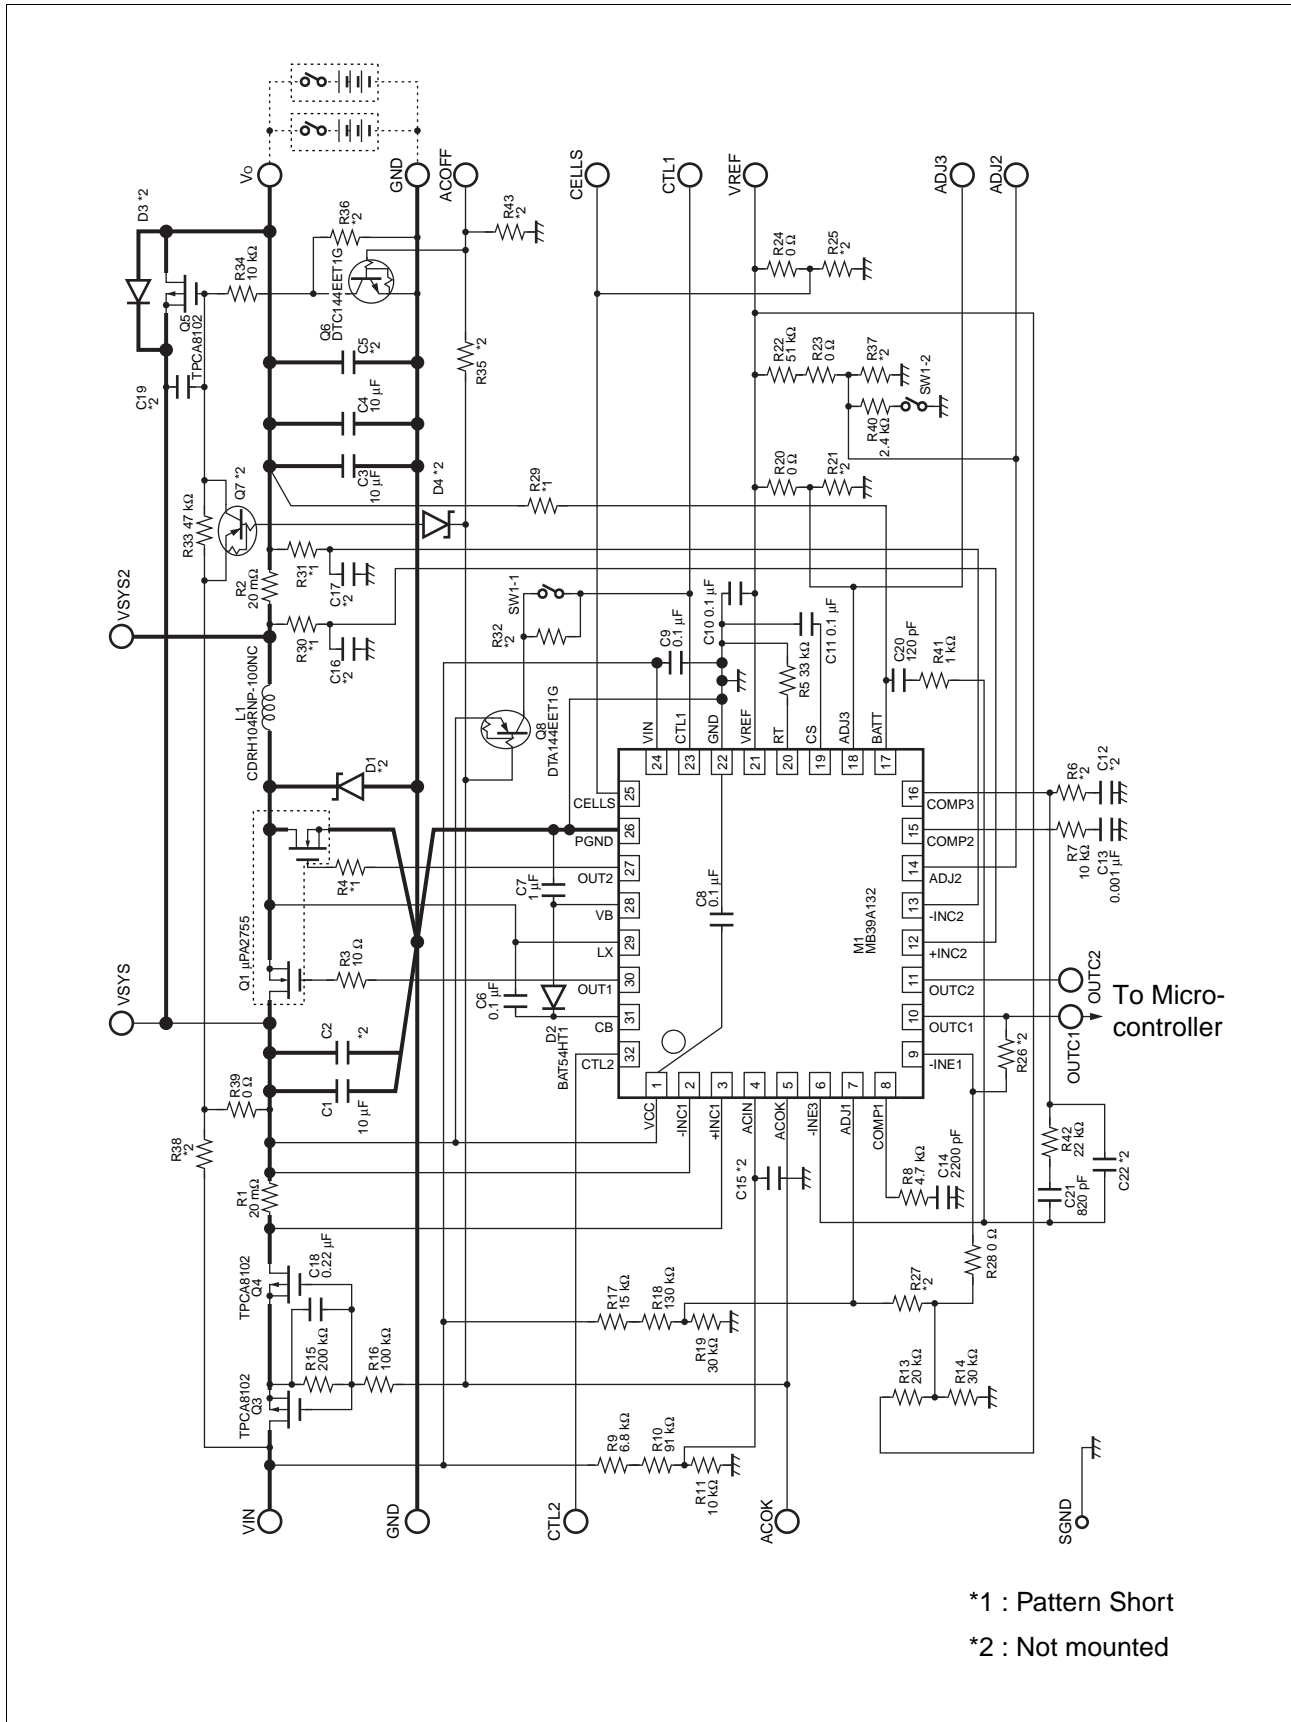 VSYS2
VSYS
VO
GND
ACOFF
CELLS
CTL1
VREF
ADJ3
ADJ2
D3 *2
Q5
TPCA8102
C19
*2
R34
10 kΩ
R36
*2
Q6
DTC144EET1G
R43
*2
R35 *2
C5
*2
C4
10 μF
C3
10 μF
D4 *2
R33 47 kΩ
Q7 *2
R2
20 mΩ
R31
*1
C17
*2
R30
*1
C16
*2
R29
*1
R24
0 Ω
R25
*2
R22
51 kΩ
R23
0 Ω
R37
*2
R40
2.4 kΩ
SW1-2
R20
0 Ω
R21
*2
L1
CDRH104RNP-100NC
D1
*2
SW1-1
R32
*2
Q8
DTA144EET1G
C9
0.1 μF
C10 0.1 μF
R5 33 kΩ
C11 0.1 μF
C20
120 pF
R41
1 kΩ
Q1 μPA2755
R4
*1
R3
10 Ω
C7
1 μF
C6
0.1 μF
D2
BAT54HT1
C2
*2
C1
10 μF
R39
0 Ω
R38
*2
R1
20 mΩ
VIN
24
CTL1
23
GND
22
VREF
21
RT
20
CS
19
ADJ3
18
BATT
17
CELLS
25
PGND
26
OUT2
27
VB
28
LX
29
OUT1
30
CB
31
CTL2
32
C8
0.1 μF
M1
MB39A132
16
COMP3
15
COMP2
14
ADJ2
13
-INC2
12
+INC2
11
OUTC2
10
OUTC1
9
-INE1
1
VCC
2
-INC1
3
+INC1
4
ACIN
5
ACOK
6
-INE3
7
ADJ1
8
COMP1
R6
*2
C12
*2
R7
10 kΩ
C13
0.001 μF
OUTC2
OUTC1
To Micro-
controller
R26 *2
R42
22 kΩ
C21
820 pF
C22 *2
C15 *2
R8
4.7 kΩ
C14
2200 pF
R28 0 Ω
R27
*2
R13
20 kΩ
R14
30 kΩ
R17
15 kΩ
R18
130 kΩ
R19
30 kΩ
R9
6.8 kΩ
R10
91 kΩ
R11
10 kΩ
TPCA8102
Q4
C18
0.22 μF
R15
200 kΩ
R16
100 kΩ
TPCA8102
Q3
VIN
GND
CTL2
ACOK
SGND
*1 : Pattern Short
*2 : Not mounted